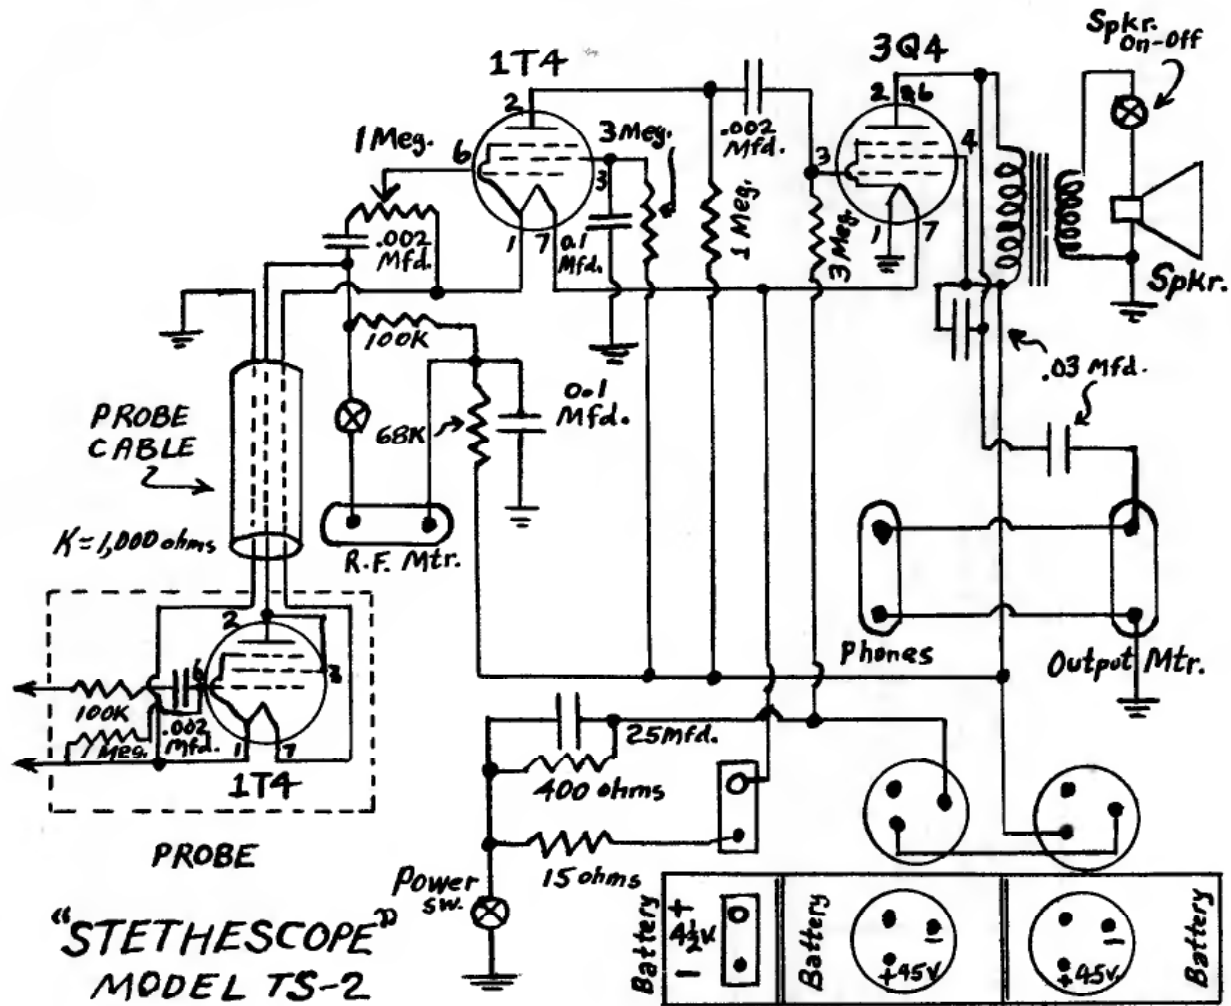 1T4
3Q4
Spkr.
On-Off
2
2 & 6
1 Meg.
6
3 Meg.
3
.002
Mfd.
3
4
.002
Mfd.
1
7
0.1
Mfd.
1 Meg.
3 Meg.
1
7
Spkr.
100K
.03 Mfd.
PROBE
CABLE
68K
0.1
Mfd.
K = 1,000 ohms
R.F. Mtr.
Phones
Output Mtr.
2
6
3
100K
1 Meg.
.002
Mfd.
1
7
1T4
25Mfd.
400 ohms
PROBE
15 ohms
Power
sw.
Battery
+
4½v.
-
Battery
+45v.
-
+45v.
-
Battery
"STETHESCOPE"
MODEL TS-2